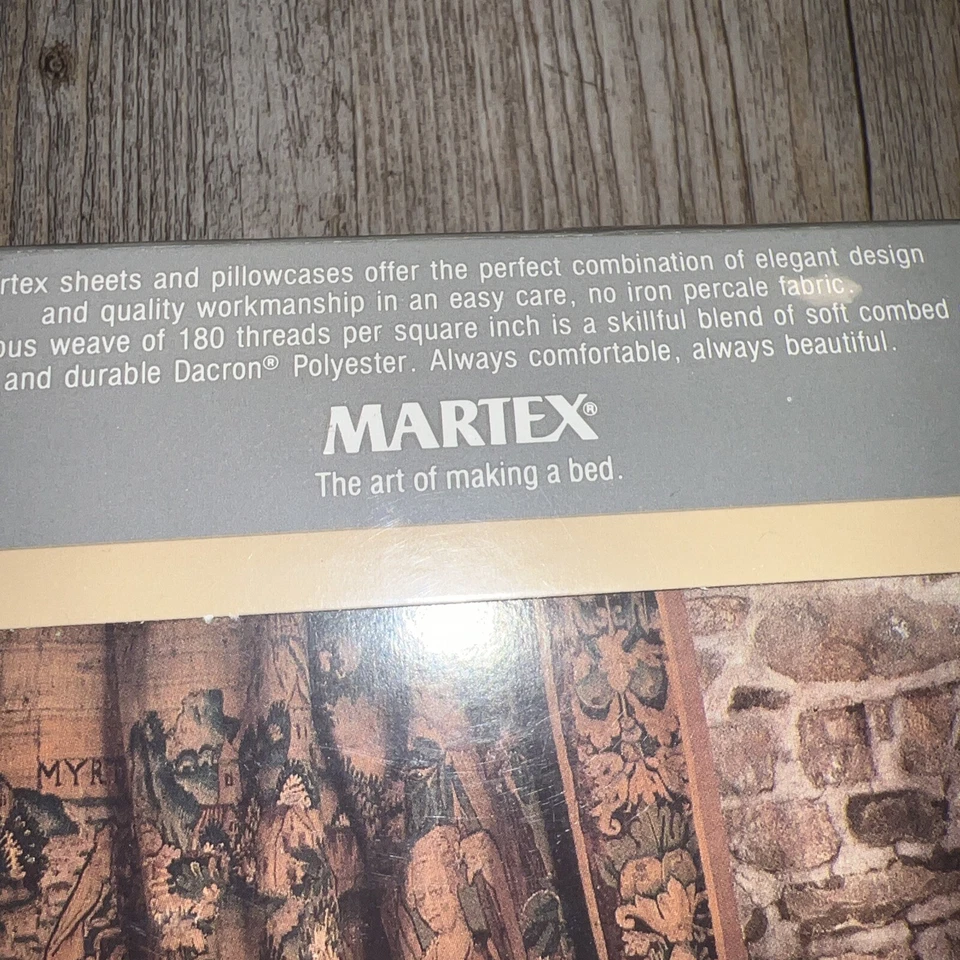 rtex sheets and pillowcases offer the perfect combination of elegant design
and quality workmanship in an easy care, no iron percale fabric.
ous weave of 180 threads per square inch is a skillful blend of soft combed
and durable Dacron® Polyester. Always comfortable, always beautiful.
MARTEX®
The art of making a bed.
MYRT